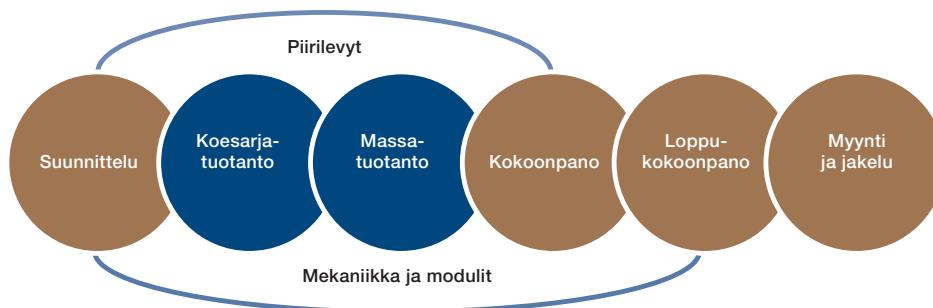 Piirilevyt
Suunnittelu
Koesarja-
tuotanto
Massa-
tuotanto
Kokoonpano
Loppu-
kokoonpano
Myynti
ja jakelu
Mekaniikka ja modulit